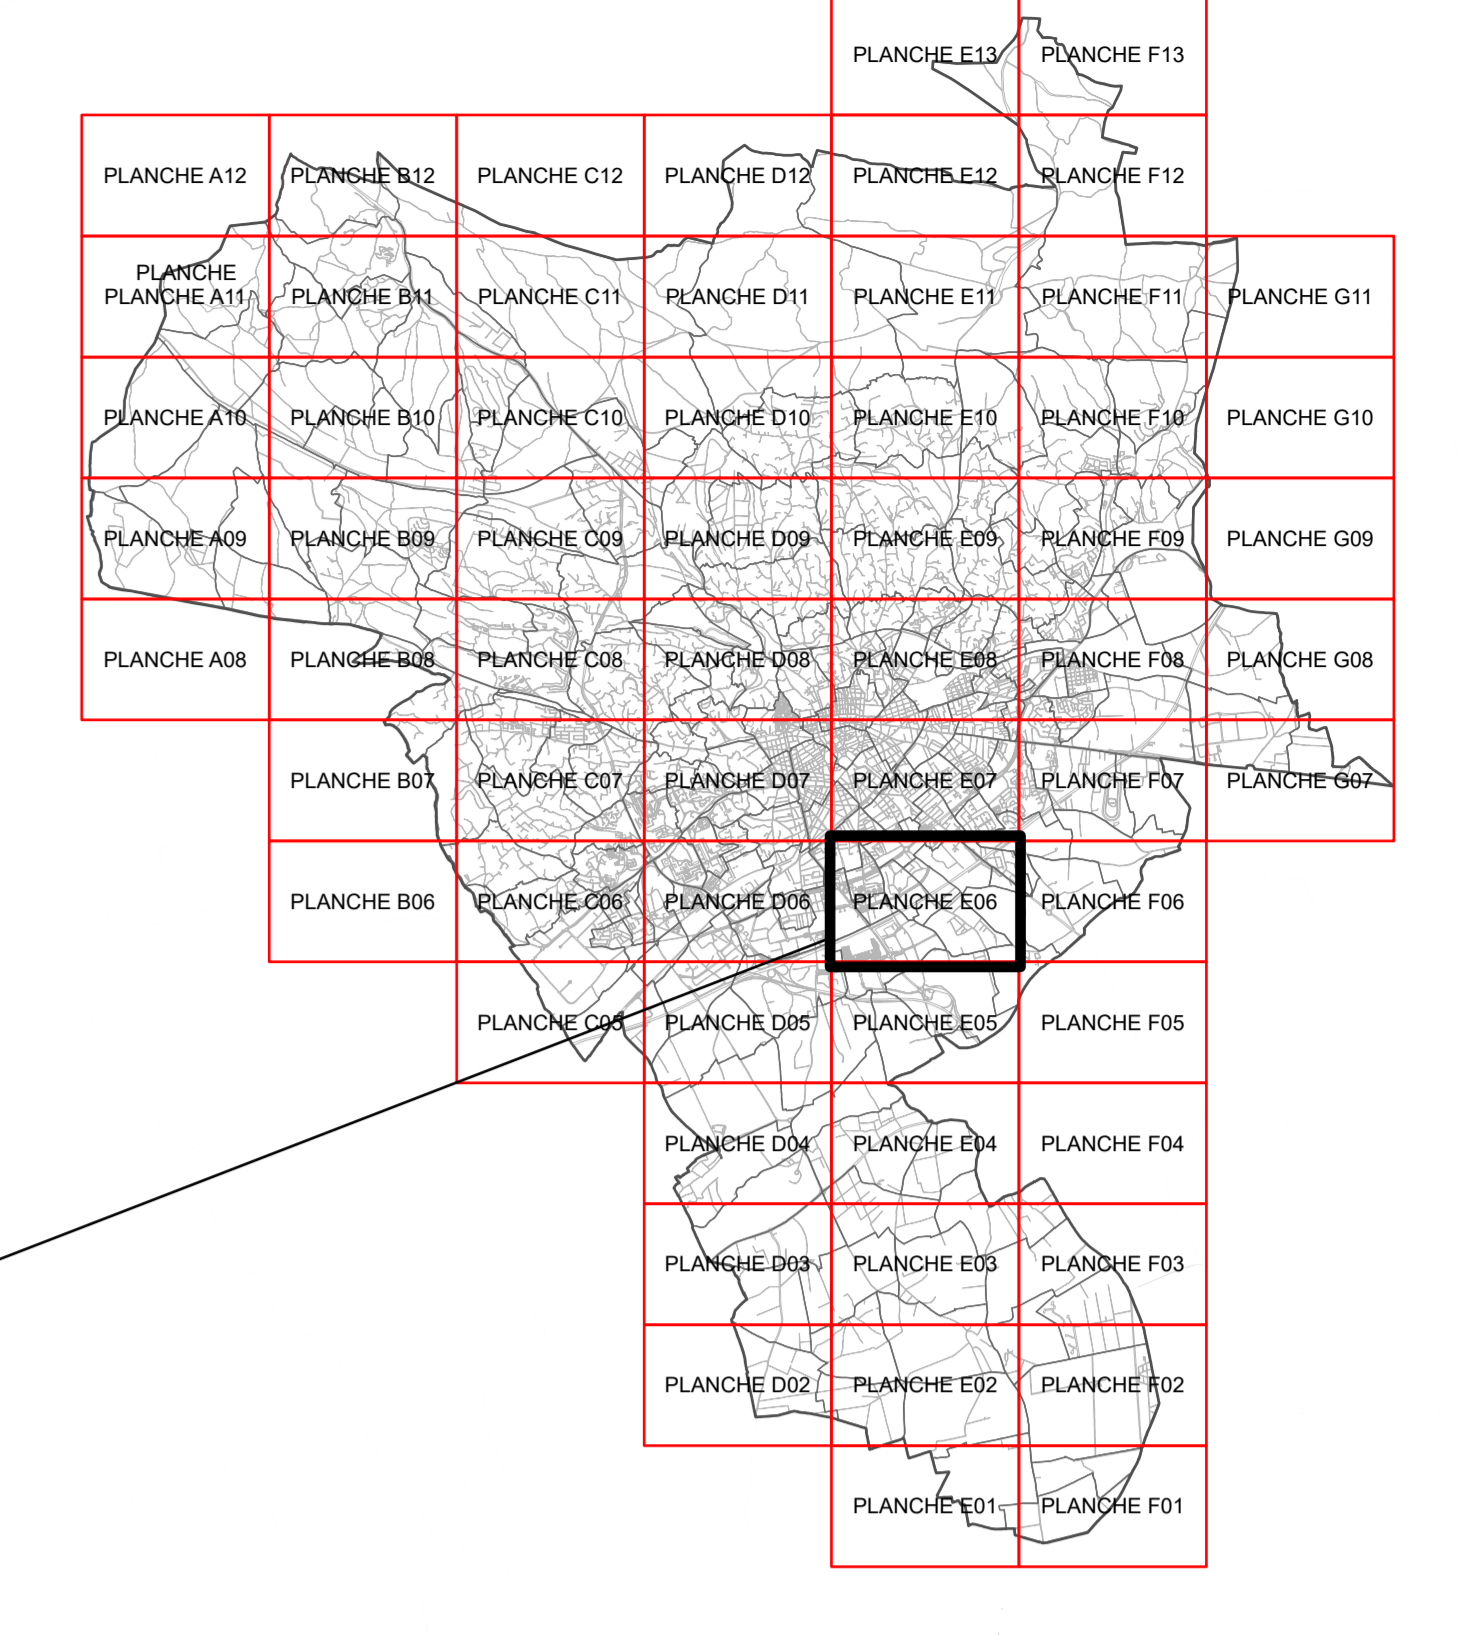 PLANCHE E13
PLANCHE F13
PLANCHE A12
PLANCHE B12
PLANCHE C12
PLANCHE D12
PLANCHE E12
PLANCHE F12
PLANCHE
PLANCHE A11
PLANCHE B11
PLANCHE C11
PLANCHE D11
PLANCHE E11
PLANCHE F11
PLANCHE G11
PLANCHE A10
PLANCHE B10
PLANCHE C10
PLANCHE D10
PLANCHE E10
PLANCHE F10
PLANCHE G10
PLANCHE A09
PLANCHE B09
PLANCHE C09
PLANCHE D09
PLANCHE E09
PLANCHE F09
PLANCHE G09
PLANCHE A08
PLANCHE B08
PLANCHE C08
PLANCHE D08
PLANCHE E08
PLANCHE F08
PLANCHE G08
PLANCHE B07
PLANCHE C07
PLANCHE D07
PLANCHE E07
PLANCHE F07
PLANCHE G07
PLANCHE B06
PLANCHE C06
PLANCHE D06
PLANCHE E06
PLANCHE F06
PLANCHE C05
PLANCHE D05
PLANCHE E05
PLANCHE F05
PLANCHE D04
PLANCHE E04
PLANCHE F04
PLANCHE D03
PLANCHE E03
PLANCHE F03
PLANCHE D02
PLANCHE E02
PLANCHE F02
PLANCHE E01
PLANCHE F01